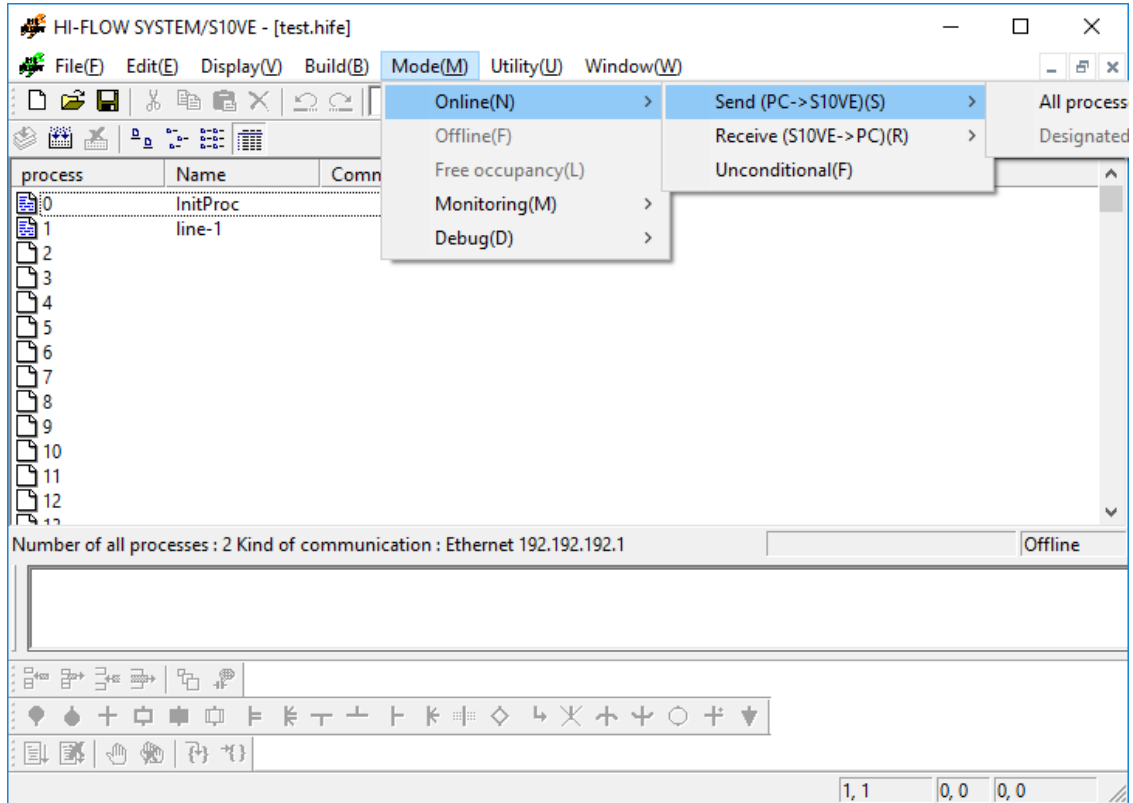 HI-FLOW SYSTEM/S10VE - [test.hife]
File(F) Edit(E) Display(V) Build(B) Mode(M) Utility(U) Window(W)
Online(N)
Offline(F)
Free occupancy(L)
Monitoring(M)
Debug(D)
Send (PC->S10VE)(S)
Receive (S10VE->PC)(R)
Unconditional(F)
All process
Designated
process Name Comm
0 InitProc
1 line-1
2
3
4
5
6
7
8
9
10
11
12
Number of all processes : 2 Kind of communication : Ethernet 192.192.192.1 Offline
1, 1 0, 0 0, 0